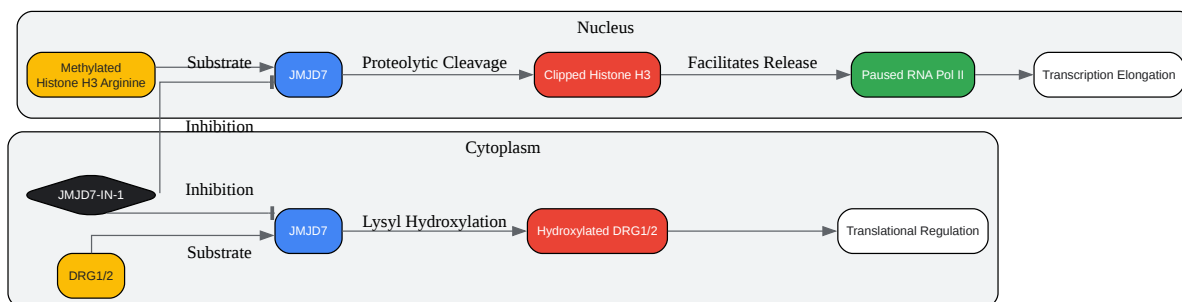 Nucleus
Methylated
Histone H3 Arginine
Substrate
JMJD7
Proteolytic Cleavage
Clipped Histone H3
Facilitates Release
Paused RNA Pol II
Transcription Elongation
Inhibition
Cytoplasm
JMJD7-IN-1
Inhibition
JMJD7
Lysyl Hydroxylation
Hydroxylated DRG1/2
Translational Regulation
Substrate
DRG1/2